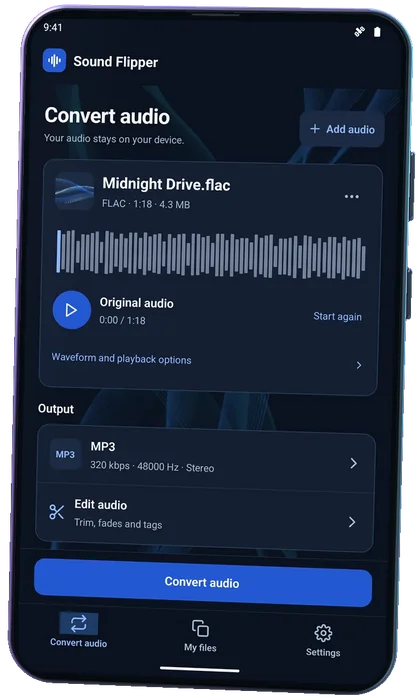 9:41
Sound Flipper
Convert audio
Your audio stays on your device.
Add audio
Midnight Drive.flac
FLAC · 1:18 · 4.3 MB
Original audio
0:00 / 1:18
Start again
Waveform and playback options
Output
MP3
MP3
320 kbps · 48000 Hz · Stereo
Edit audio
Trim, fades and tags
Convert audio
Convert audio
My files
Settings